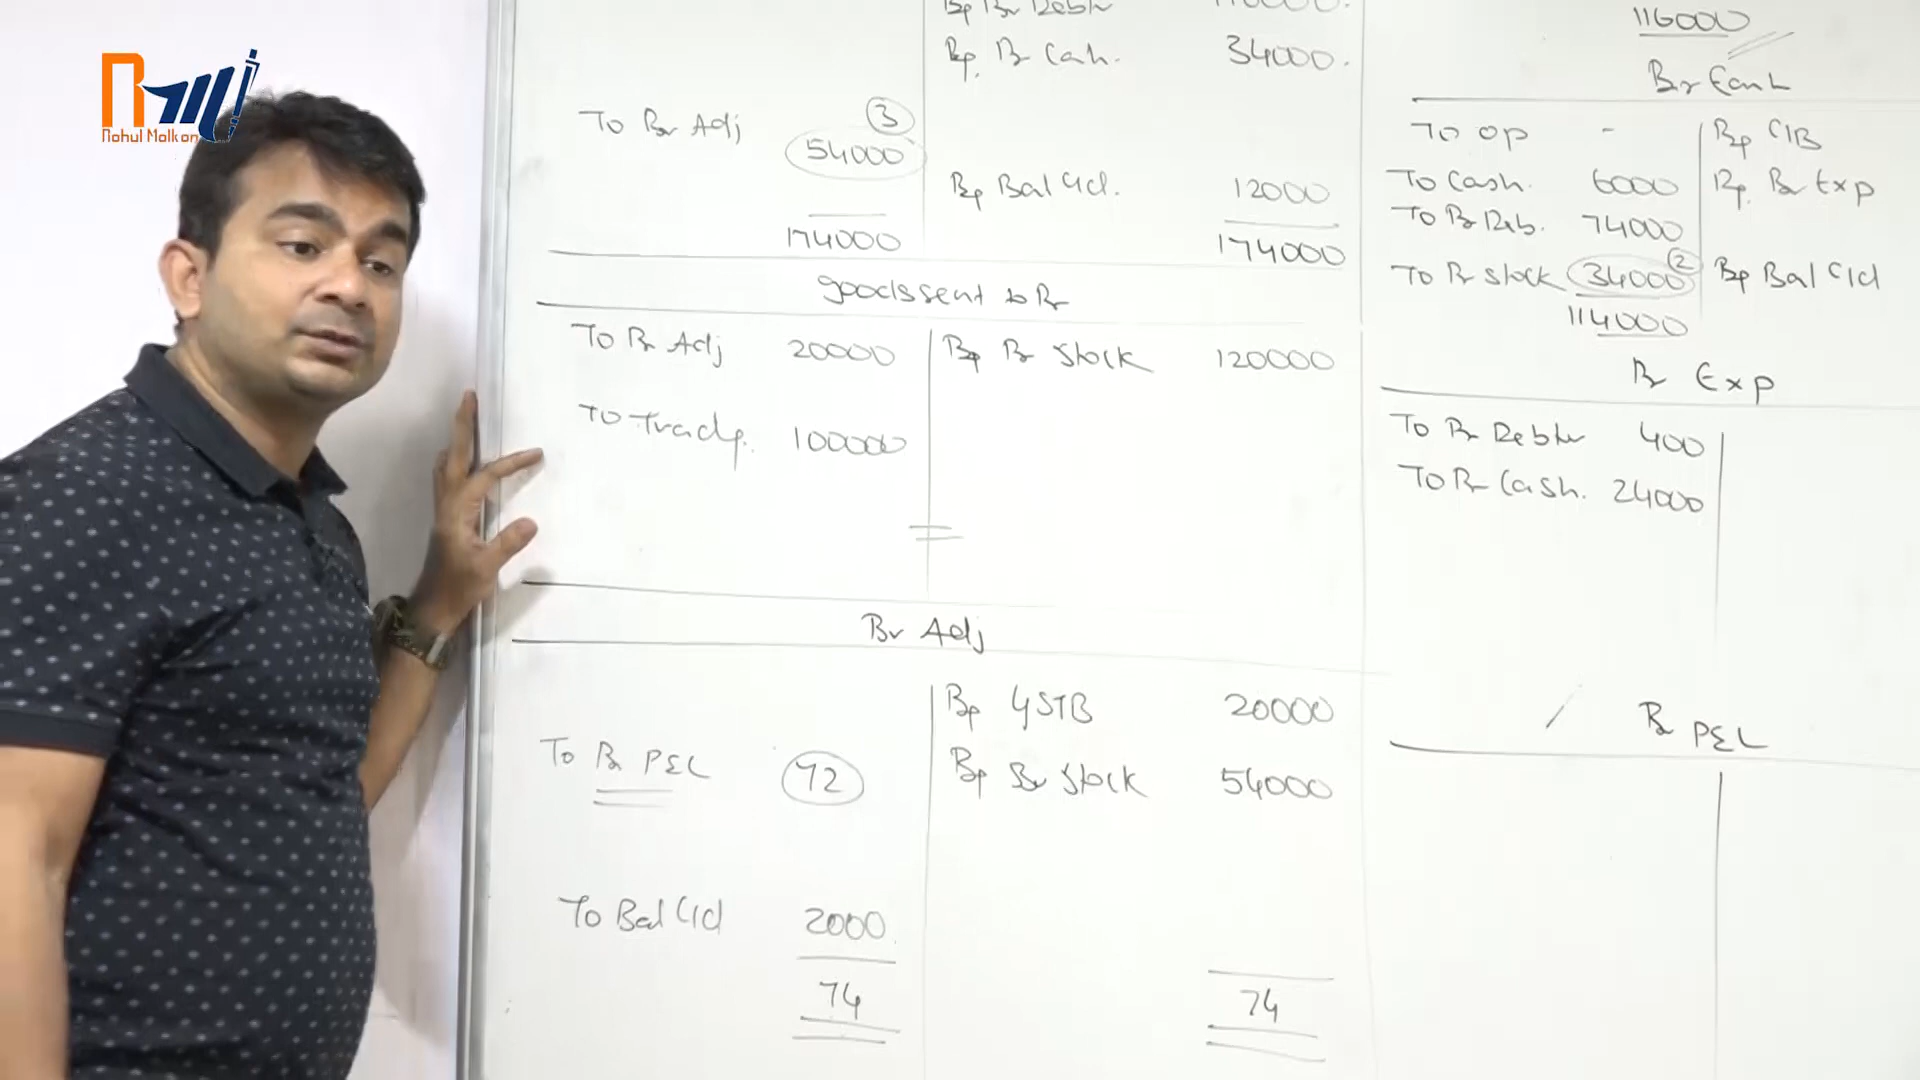 Rahul Malkan
By Br Debtr
By Br Cash. 34000.
To Br Adj 3
54000
By Bal c/d. 12000
174000 174000
goods sent to Br
To Br Adj 20000 By Br Stock 120000
To Trading. 100000
Br Adj
By GSTB 20000
To Br P&L 72 By Br Stock 54000
To Bal c/d 2000
74 74
116000
Br Cash
To op - By C/B
To Cash. 6000 By. Br Exp
To Br Deb. 74000
To Br Stock 34000 2 By Bal c/d
114000
Br Exp
To Br Debtr 400
To Br Cash. 24000
Br P&L